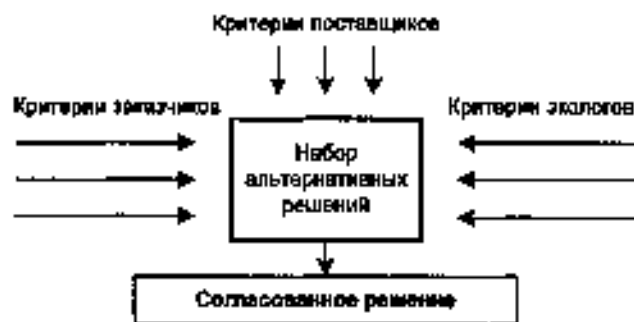 Критерии поставщиков
Критерии заказчиков
Критерии экологов
Набор
альтернативных
решений
Согласованное решение